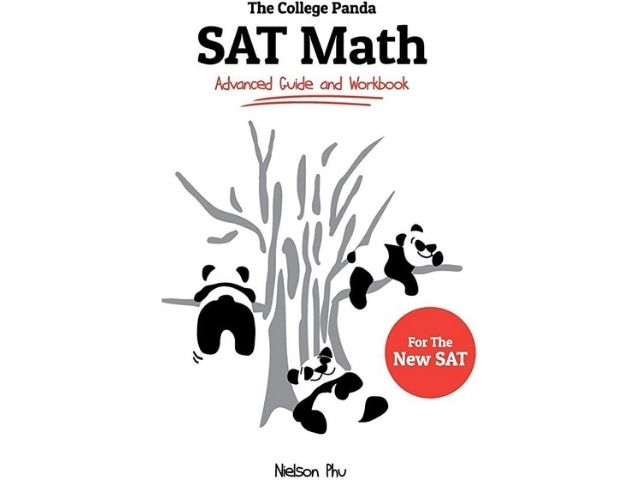 The College Panda
SAT Math
Advanced Guide and Workbook
For The
New SAT
Nielson Phu